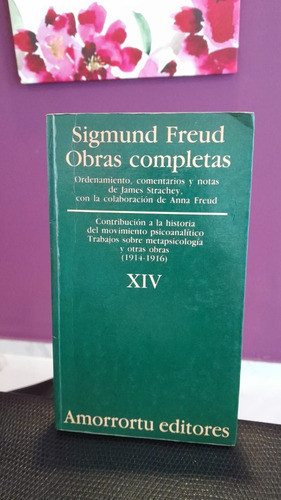 Sigmund Freud
Obras completas
Ordenamiento, comentarios y notas
de James Strachey,
con la colaboración de Anna Freud
Contribución a la historia
del movimiento psicoanalítico
Trabajos sobre metapsicología
y otras obras
(1914-1916)
XIV
Amorrortu editores